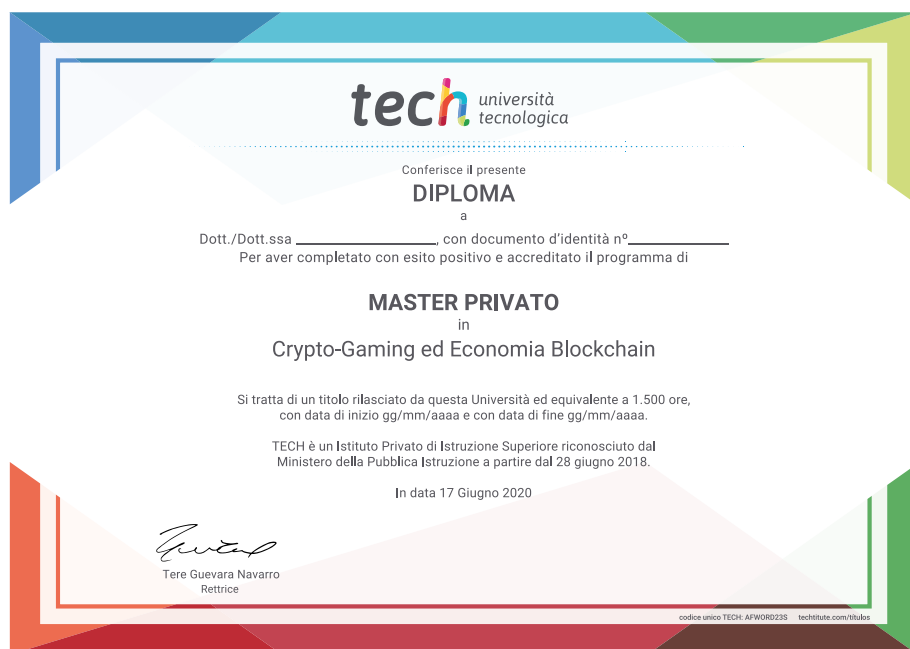 tech università
tecnologica
Conferisce il presente
DIPLOMA
a
Dott./Dott.ssa _________________, con documento d'identità nº____________
Per aver completato con esito positivo e accreditato il programma di
MASTER PRIVATO
in
Crypto-Gaming ed Economia Blockchain
Si tratta di un titolo rilasciato da questa Università ed equivalente a 1.500 ore,
con data di inizio gg/mm/aaaa e con data di fine gg/mm/aaaa.
TECH è un Istituto Privato di Istruzione Superiore riconosciuto dal
Ministero della Pubblica Istruzione a partire dal 28 giugno 2018.
In data 17 Giugno 2020
Tere Guevara Navarro
Rettrice
codice unico TECH: AFWORD23S techtitute.com/títulos